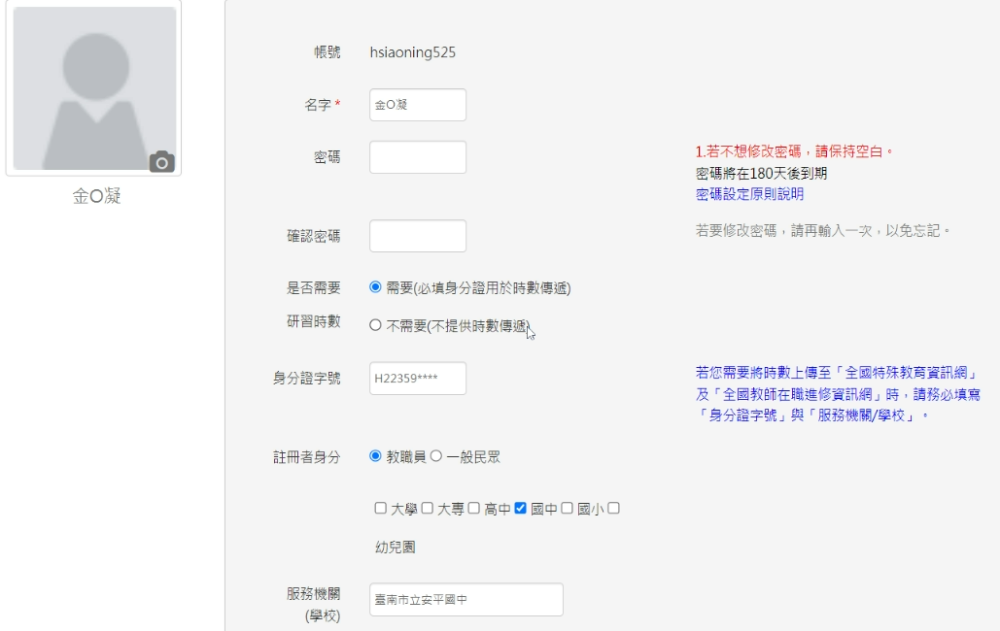 金O凝
帳號 hsiaoning525
名字 * 金O凝
密碼
1.若不想修改密碼，請保持空白。
密碼將在180天後到期
密碼設定原則說明
確認密碼
若要修改密碼，請再輸入一次，以免忘記。
是否需要
研習時數
需要(必填身分證用於時數傳遞)
不需要(不提供時數傳遞)
身分證字號 H22359****
若您需要將時數上傳至「全國特殊教育資訊網」
及「全國教師在職進修資訊網」時，請務必填寫
「身分證字號」與「服務機關/學校」。
註冊者身分 教職員 一般民眾
大學 大專 高中 國中 國小
幼兒園
服務機關
(學校)
臺南市立安平國中